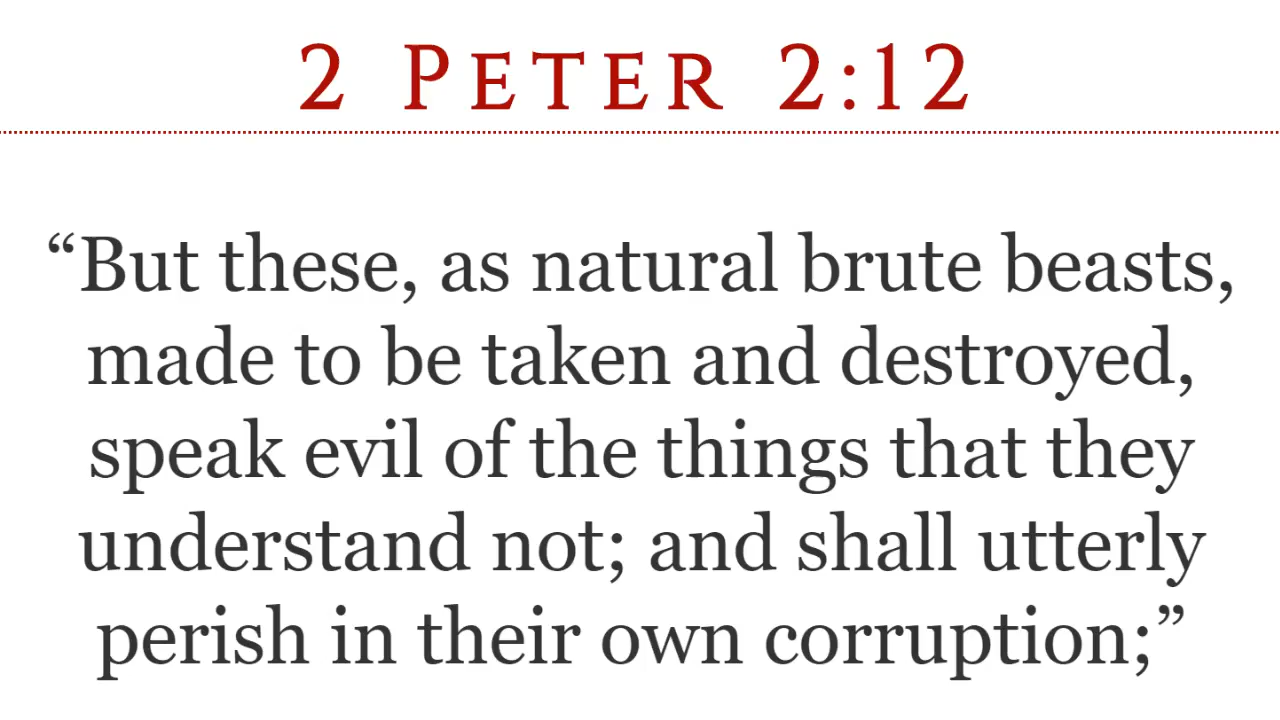 2 Peter 2:12
“But these, as natural brute beasts,
made to be taken and destroyed,
speak evil of the things that they
understand not; and shall utterly
perish in their own corruption;”